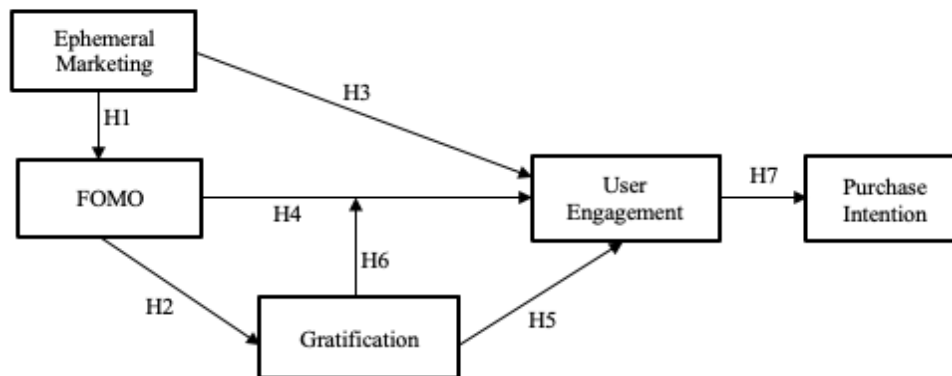 Ephemeral
Marketing
H3
H1
FOMO
H4
User
Engagement
H7
Purchase
Intention
H6
H2
Gratification
H5